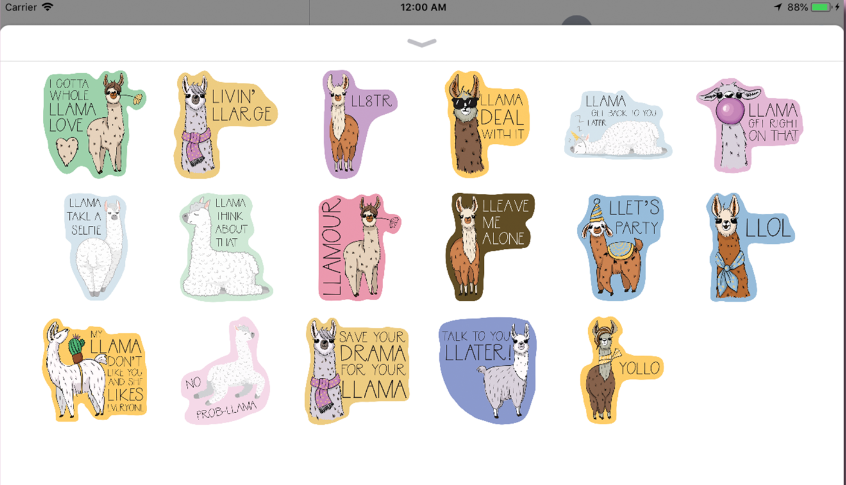 Carrier
12:00 AM
88%
I GOTTA
WHOLE
LLAMA
LOVE
LIVIN'
LLARGE
LL8TR
LLAMA
DEAL
WITH IT
LLAMA
GET BACK TO YOU
LATER
Z
Z
LLAMA
GET RIGHT
ON THAT
LLAMA
TAKE A
SELFIE
LLAMA
THINK
ABOUT
THAT
LLAMOUR
LLEAVE
ME
ALONE
LLET'S
PARTY
LLOL
MY
LLAMA
DON'T
LIKE YOU
AND SHE
LIKES
EVERYONE
NO
PROB-LLAMA
SAVE YOUR
DRAMA
FOR YOUR
LLAMA
TALK TO YOU
LLATER!
YOLLO